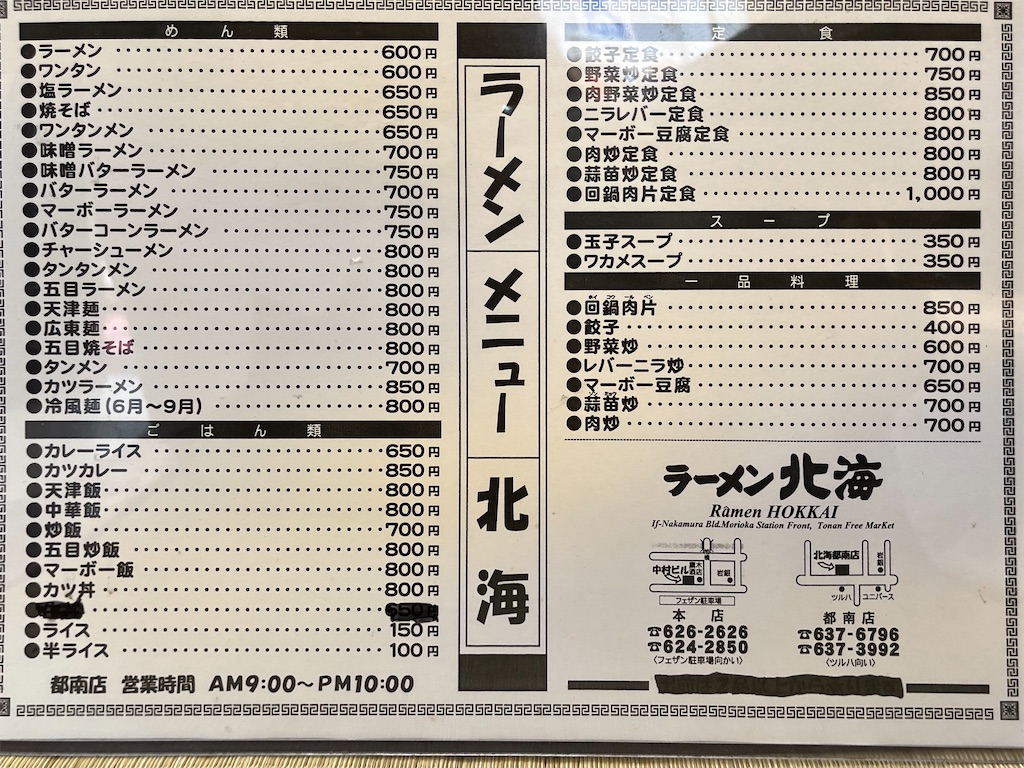 めん類
●ラーメン 600円
●ワンタン 600円
●塩ラーメン 650円
●焼そば 650円
●ワンタンメン 650円
●味噌ラーメン 700円
●味噌バターラーメン 750円
●バターラーメン 700円
●マーボーラーメン 750円
●バターコーンラーメン 750円
●チャーシューメン 800円
●タンタンメン 800円
●五目ラーメン 800円
●天津麺 800円
●広東麺 800円
●五目焼そば 800円
●タンメン 700円
●カツラーメン 850円
●冷風麺(6月〜9月) 800円
ごはん類
●カレーライス 650円
●カツカレー 850円
●天津飯 800円
●中華飯 800円
●炒飯 700円
●五目炒飯 800円
●マーボー飯 800円
●カツ丼 800円
650円
●ライス 150円
●半ライス 100円
都南店 営業時間 AM9:00〜PM10:00
ラーメン
メニュー
北海
定食
●餃子定食 700円
●野菜炒定食 750円
●肉野菜炒定食 850円
●ニラレバー定食 800円
●マーボー豆腐定食 800円
●肉炒定食 800円
●蒜苗炒定食 800円
●回鍋肉片定食 1,000円
スープ
●玉子スープ 350円
●ワカメスープ 350円
一品料理
ホイ コウ ール ペン
●回鍋肉片 850円
●餃子 400円
●野菜炒 600円
●レバーニラ炒 700円
●マーボー豆腐 650円
●蒜苗炒 700円
●肉炒 700円
ラーメン北海
Râmen HOKKAI
If-Nakamura Bld.Morioka Station Front, Tonan Free MarKet
中村ビル
岩銀
フェザン駐車場
本店
☎626-2626
☎624-2850
〈フェザン駐車場向かい〉
北海都南店
岩銀
ツルハ
ユニバース
都南店
☎637-6796
☎637-3992
〈ツルハ向い〉